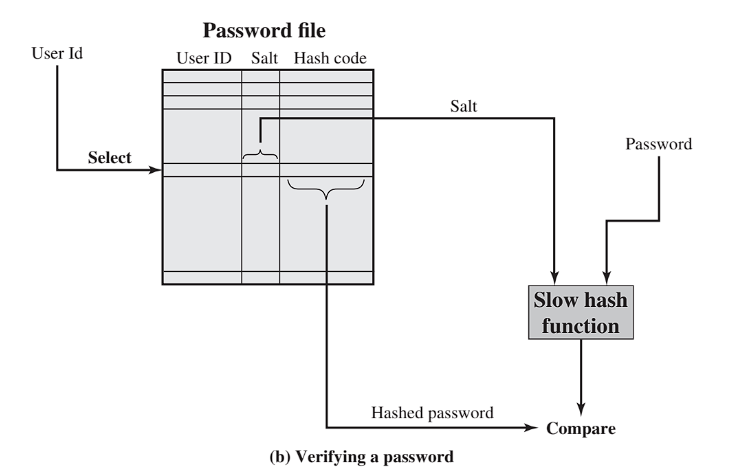 Password file
User Id
User ID Salt Hash code
Salt
Password
Select
Slow hash
function
Hashed password
Compare
(b) Verifying a password